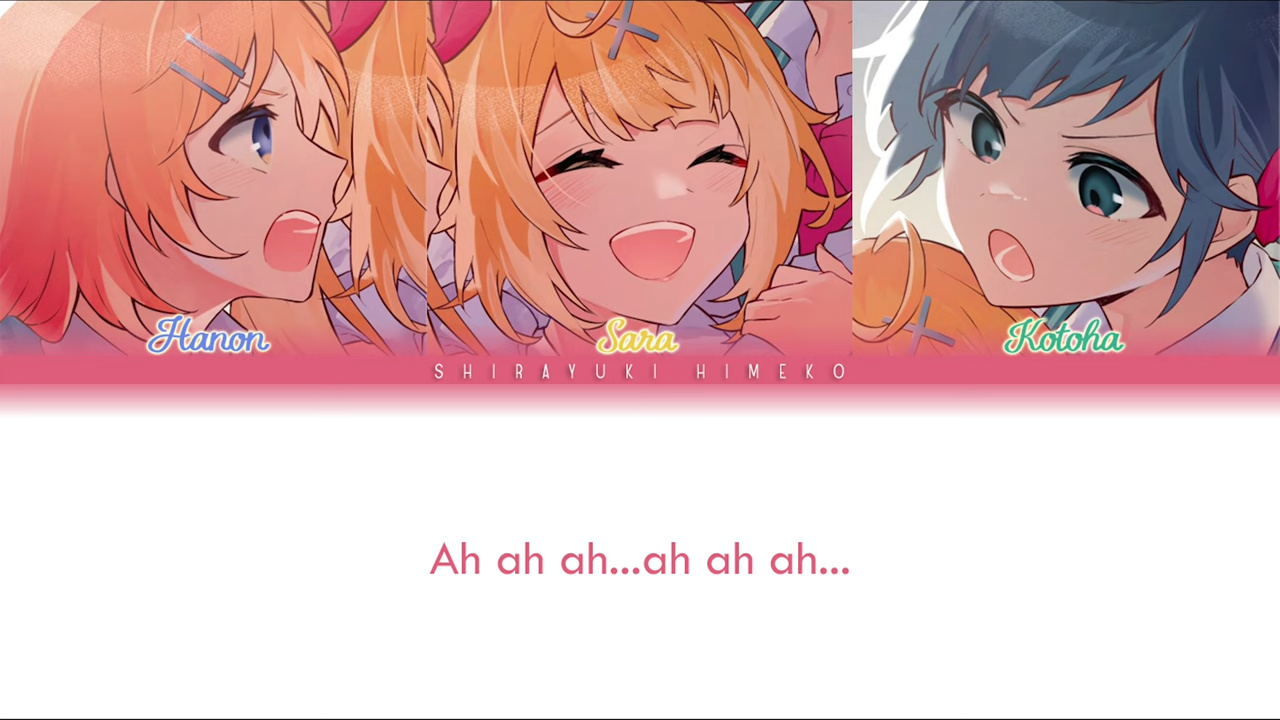 Hanon
Sara
Kotoha
SHIRAYUKI HIMEKO
Ah ah ah...ah ah ah...